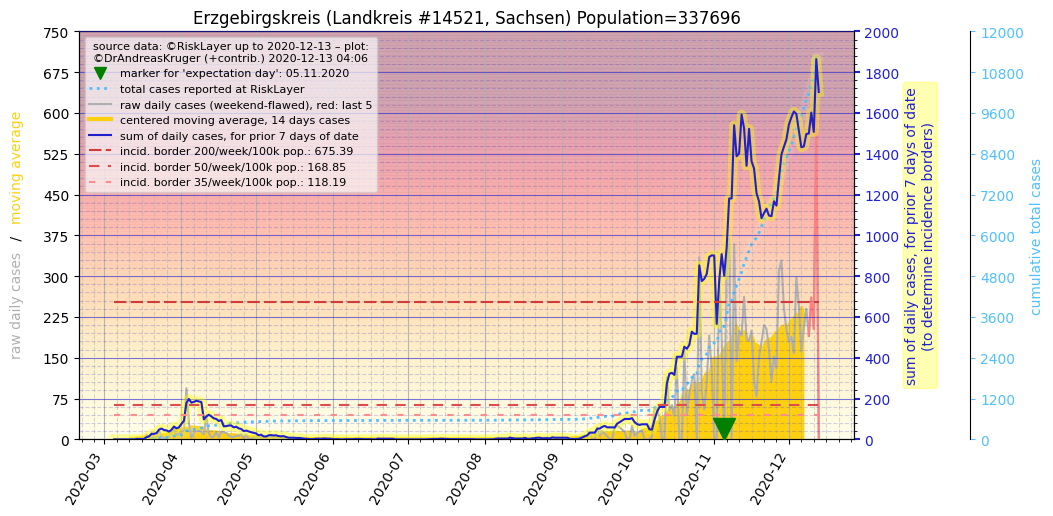 Erzgebirgskreis (Landkreis #14521, Sachsen) Population=337696
source data: ©RiskLayer up to 2020-12-13 – plot:
©DrAndreasKruger (+contrib.) 2020-12-13 04:06
marker for 'expectation day': 05.11.2020
total cases reported at RiskLayer
raw daily cases (weekend-flawed), red: last 5
centered moving average, 14 days cases
sum of daily cases, for prior 7 days of date
incid. border 200/week/100k pop.: 675.39
incid. border 50/week/100k pop.: 168.85
incid. border 35/week/100k pop.: 118.19
raw daily cases / moving average
750
675
600
525
450
375
300
225
150
75
0
2020-03
2020-04
2020-05
2020-06
2020-07
2020-08
2020-09
2020-10
2020-11
2020-12
2000
1800
1600
1400
1200
1000
800
600
400
200
0
sum of daily cases, for prior 7 days of date
(to determine incidence borders)
12000
10800
9600
8400
7200
6000
4800
3600
2400
1200
0
cumulative total cases